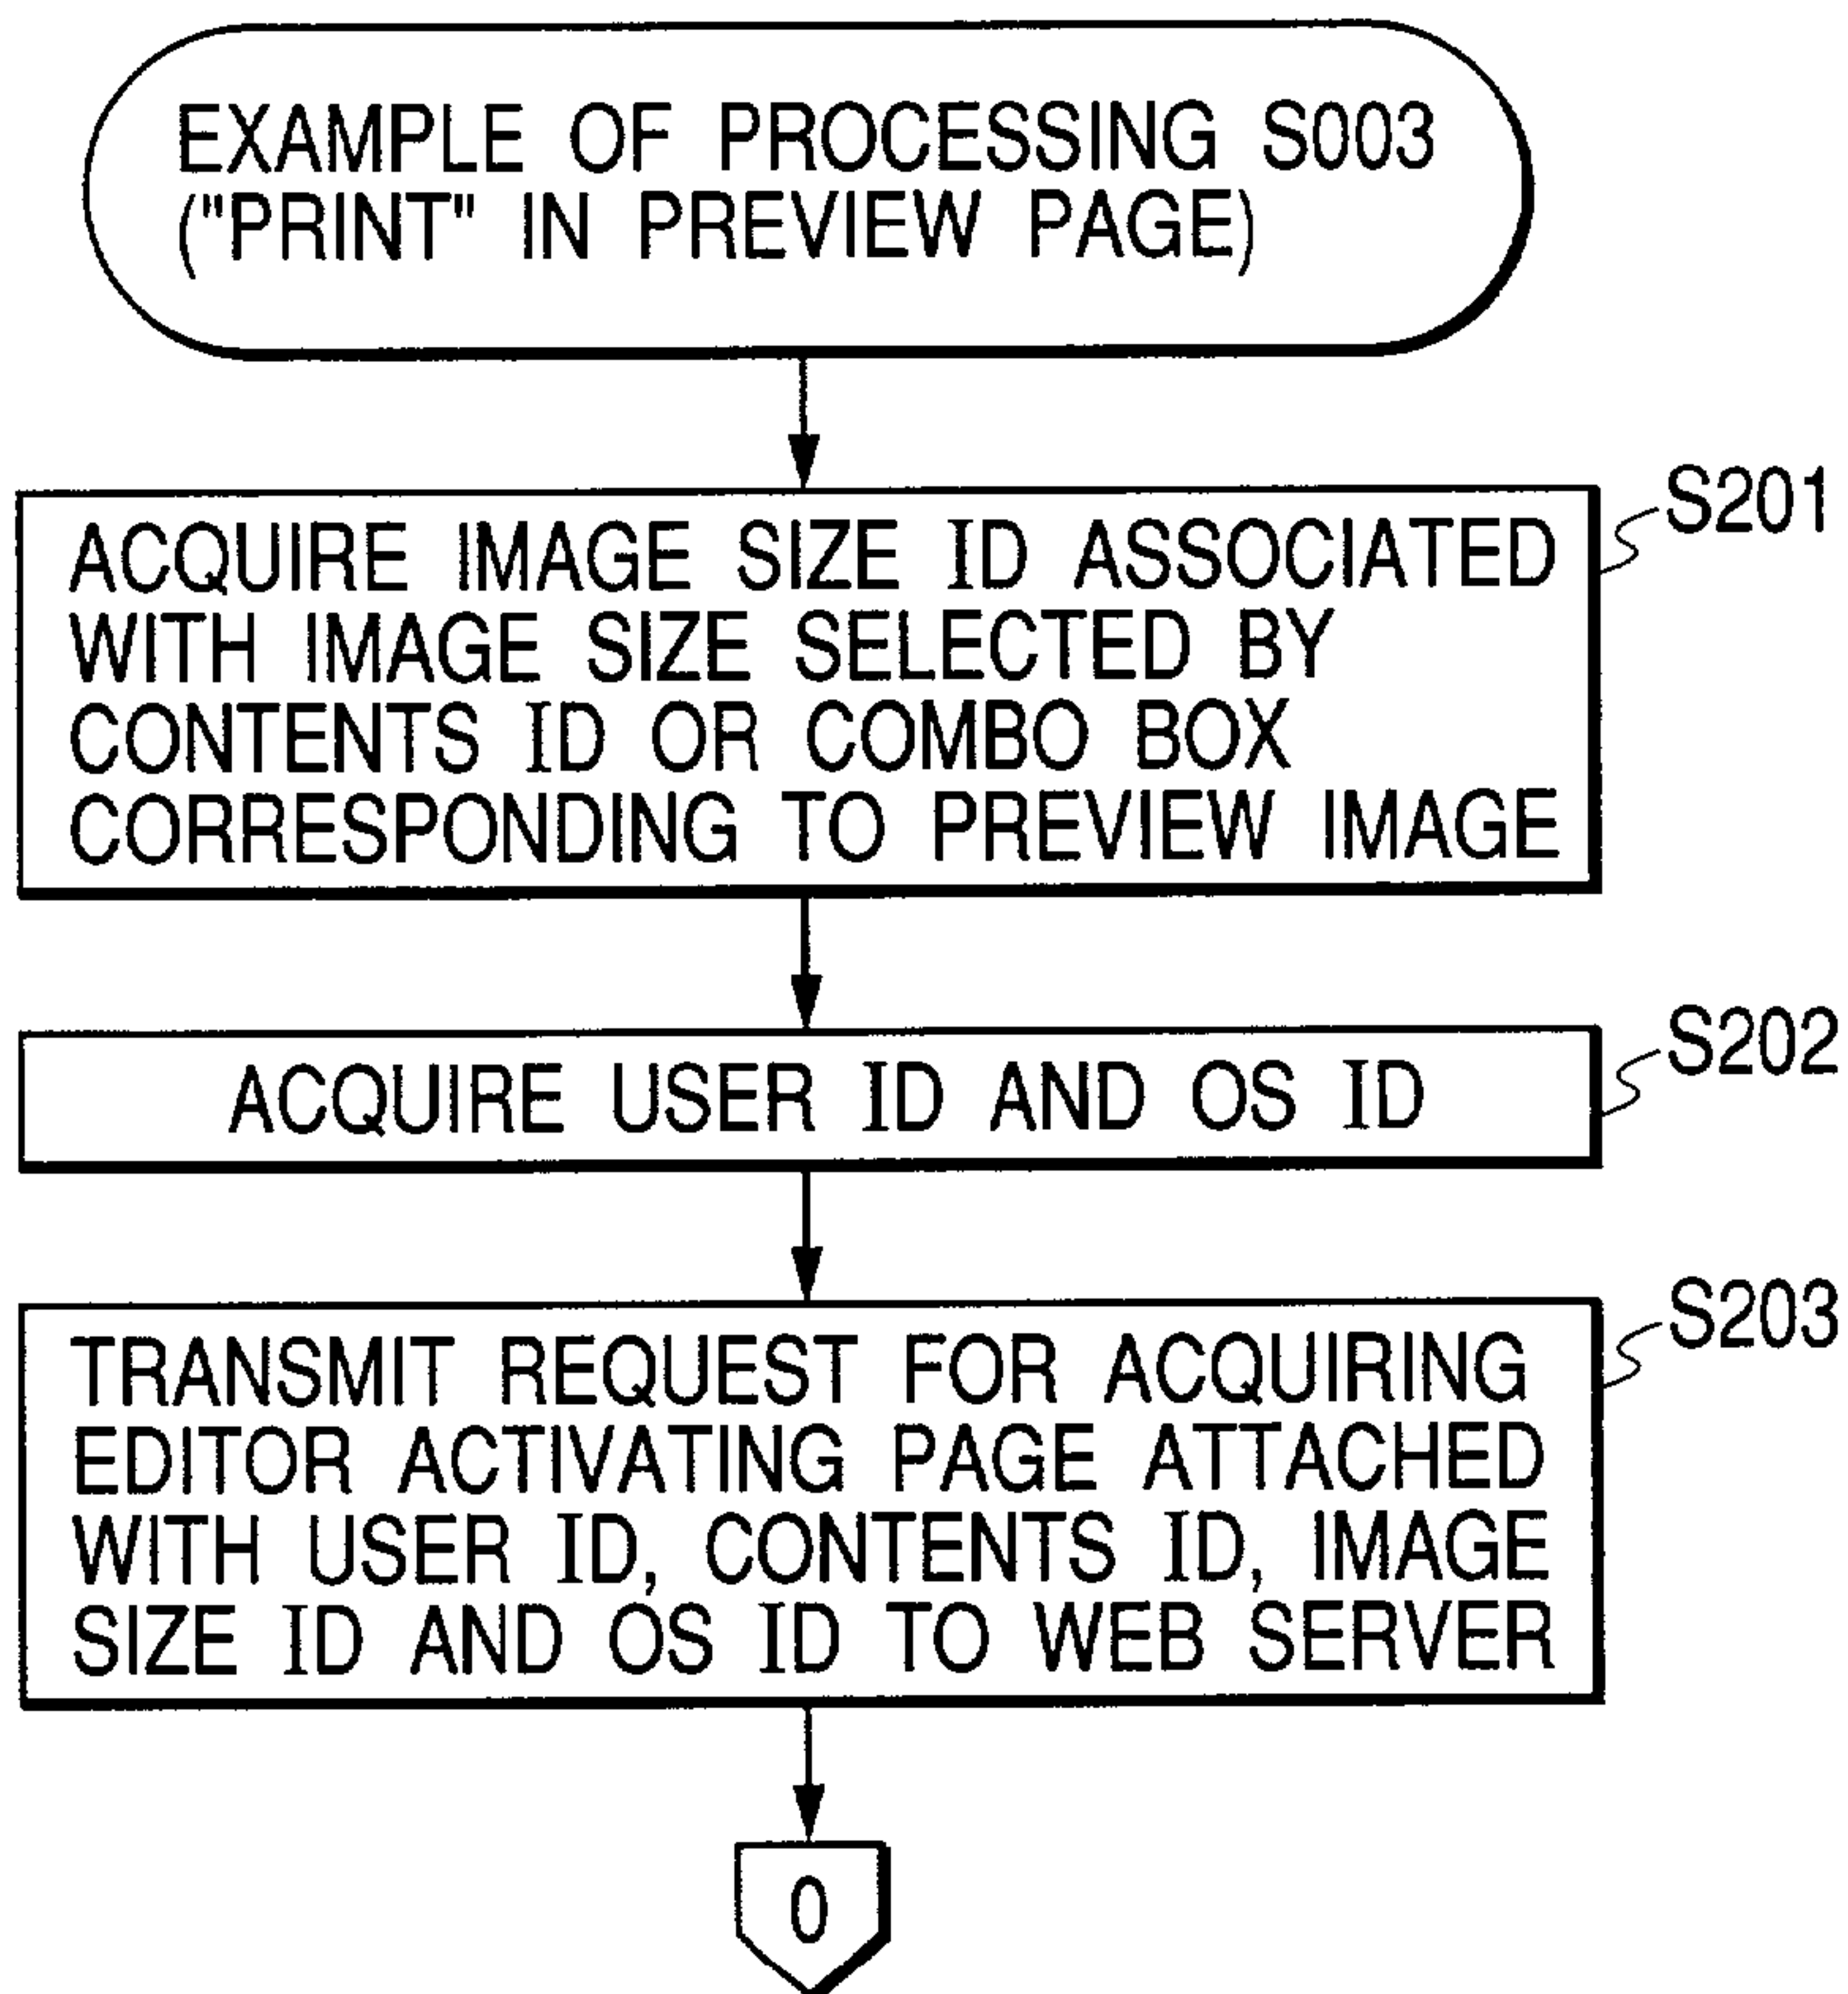 EXAMPLE OF PROCESSING S003
("PRINT" IN PREVIEW PAGE)
S201
ACQUIRE IMAGE SIZE ID ASSOCIATED
WITH IMAGE SIZE SELECTED BY
CONTENTS ID OR COMBO BOX
CORRESPONDING TO PREVIEW IMAGE
S202
ACQUIRE USER ID AND OS ID
S203
TRANSMIT REQUEST FOR ACQUIRING
EDITOR ACTIVATING PAGE ATTACHED
WITH USER ID, CONTENTS ID, IMAGE
SIZE ID AND OS ID TO WEB SERVER
0